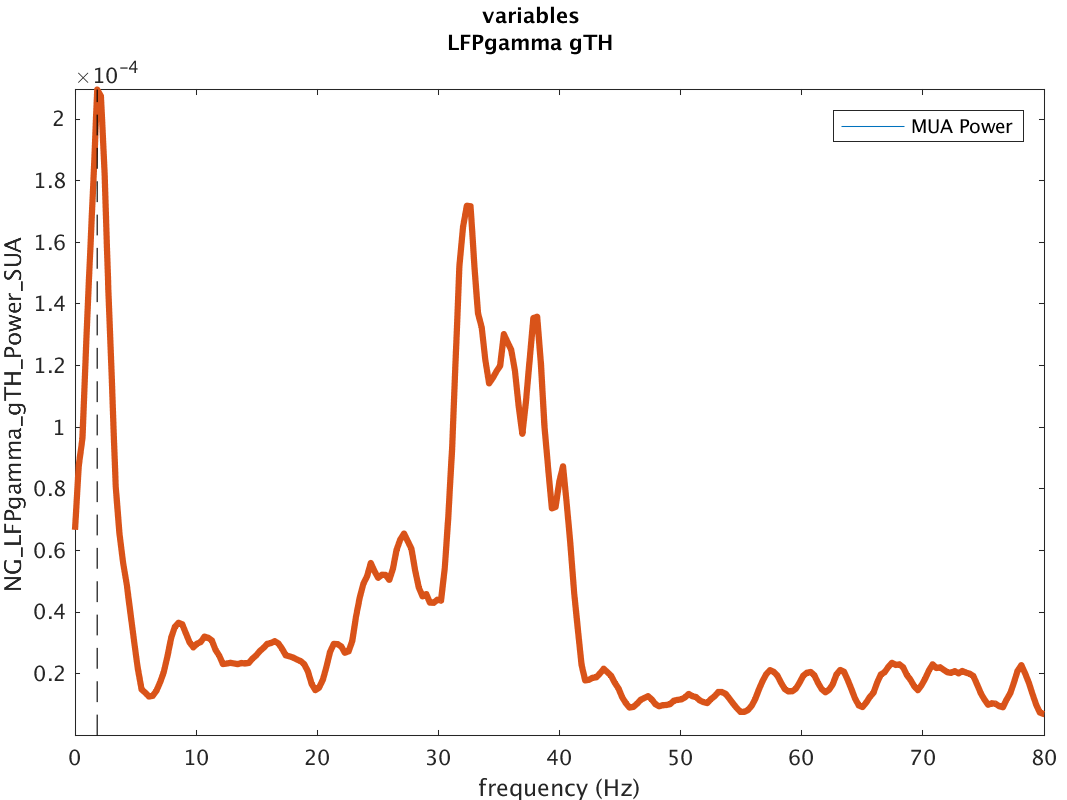 variables
LFPgamma gTH
×10⁻⁴
2
1.8
1.6
1.4
1.2
1
0.8
0.6
0.4
0.2
NG_LFPgamma_gTH_Power_SUA
MUA Power
0 10 20 30 40 50 60 70 80
frequency (Hz)